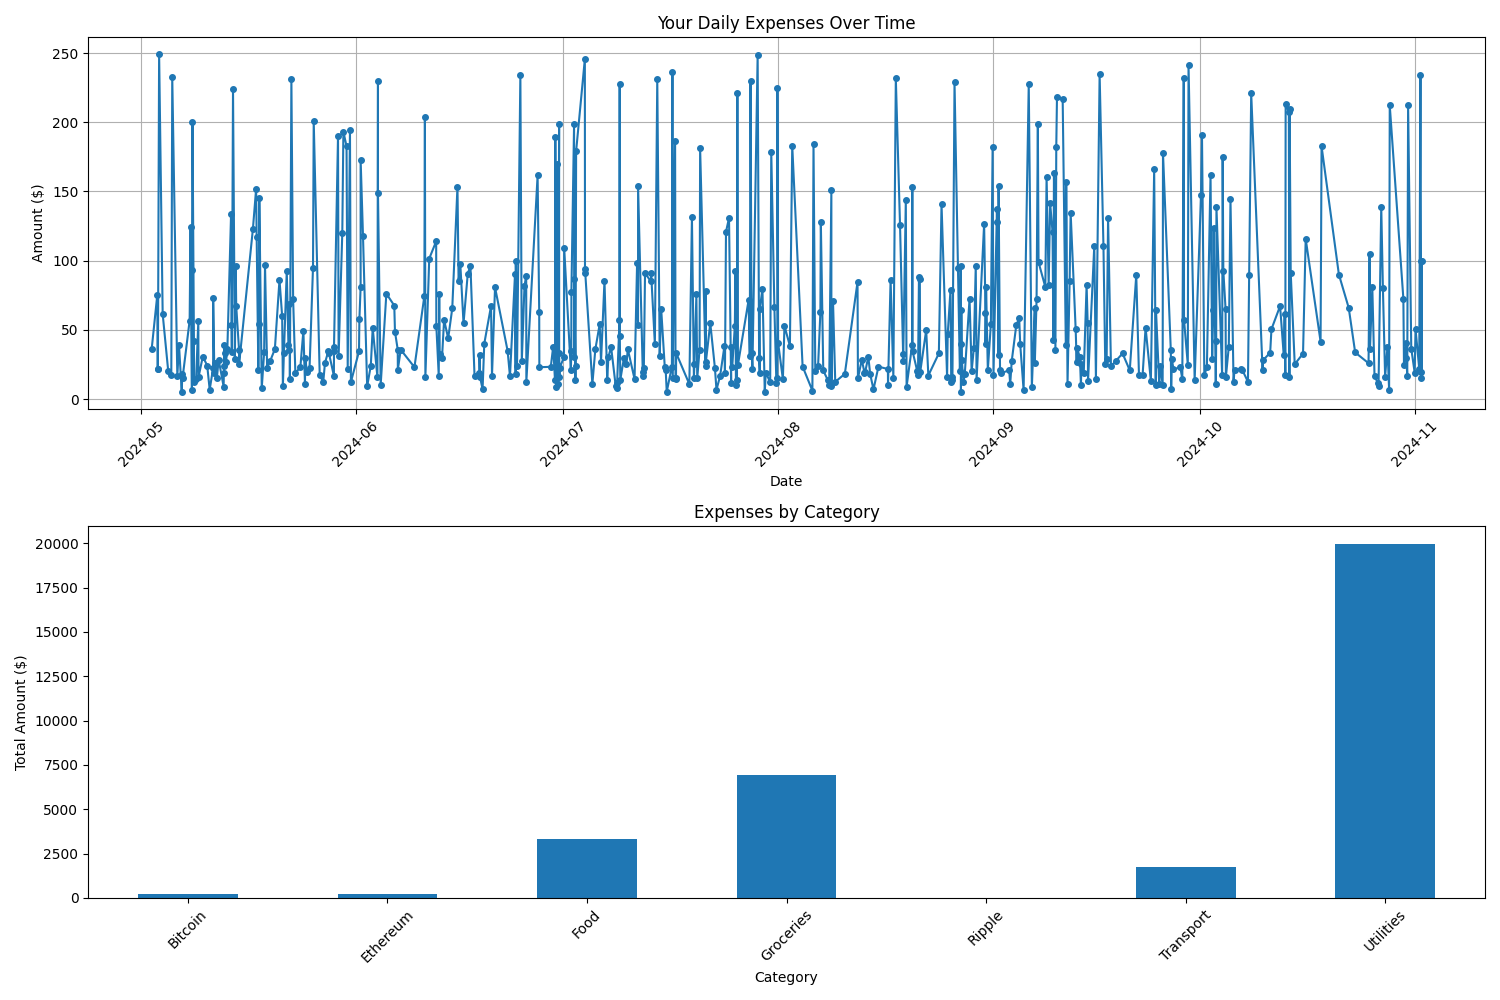 Your Daily Expenses Over Time
Amount ($)
250
200
150
100
50
0
2024-05
2024-06
2024-07
2024-08
2024-09
2024-10
2024-11
Date
Expenses by Category
Total Amount ($)
20000
17500
15000
12500
10000
7500
5000
2500
0
Bitcoin
Ethereum
Food
Groceries
Ripple
Transport
Utilities
Category